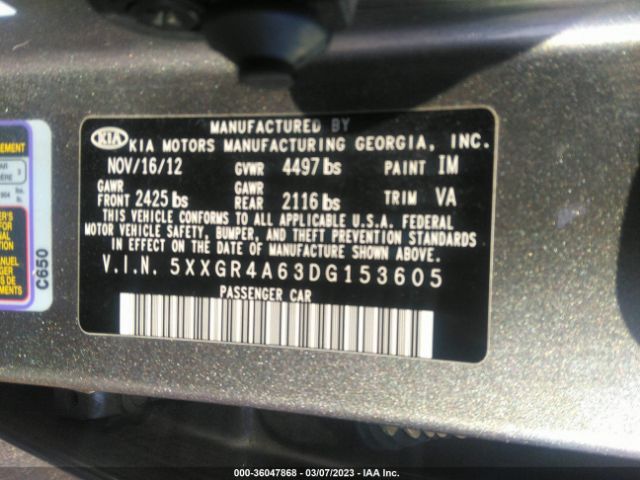 MANUFACTURED BY
KIA KIA MOTORS MANUFACTURING GEORGIA, INC.
NOV/16/12 GVWR 4497 lbs PAINT IM
GAWR FRONT 2425 lbs GAWR REAR 2116 lbs TRIM VA
THIS VEHICLE CONFORMS TO ALL APPLICABLE U.S.A. FEDERAL
MOTOR VEHICLE SAFETY, BUMPER, AND THEFT PREVENTION STANDARDS
IN EFFECT ON THE DATE OF MANUFACTURE SHOWN ABOVE.
V.I.N. 5XXGR4A63DG153605
PASSENGER CAR
C650
000-36047868 — 03/07/2023 — IAA Inc.